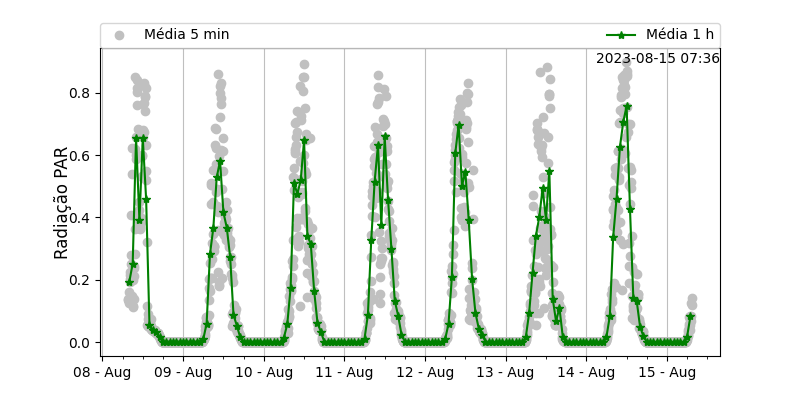 Média 5 min
Média 1 h
2023-08-15 07:36
Radiação PAR
0.8
0.6
0.4
0.2
0.0
08 - Aug
09 - Aug
10 - Aug
11 - Aug
12 - Aug
13 - Aug
14 - Aug
15 - Aug